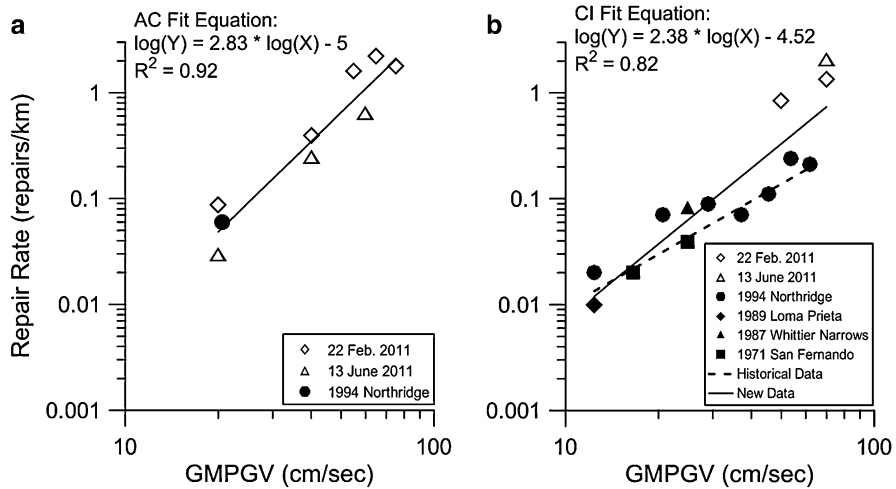 a
AC Fit Equation:
log(Y) = 2.83 * log(X) - 5
R² = 0.92
Repair Rate (repairs/km)
1
0.1
0.01
0.001
22 Feb. 2011
13 June 2011
1994 Northridge
10
100
GMPGV (cm/sec)
b
CI Fit Equation:
log(Y) = 2.38 * log(X) - 4.52
R² = 0.82
1
0.1
0.01
0.001
22 Feb. 2011
13 June 2011
1994 Northridge
1989 Loma Prieta
1987 Whittier Narrows
1971 San Fernando
Historical Data
New Data
10
100
GMPGV (cm/sec)